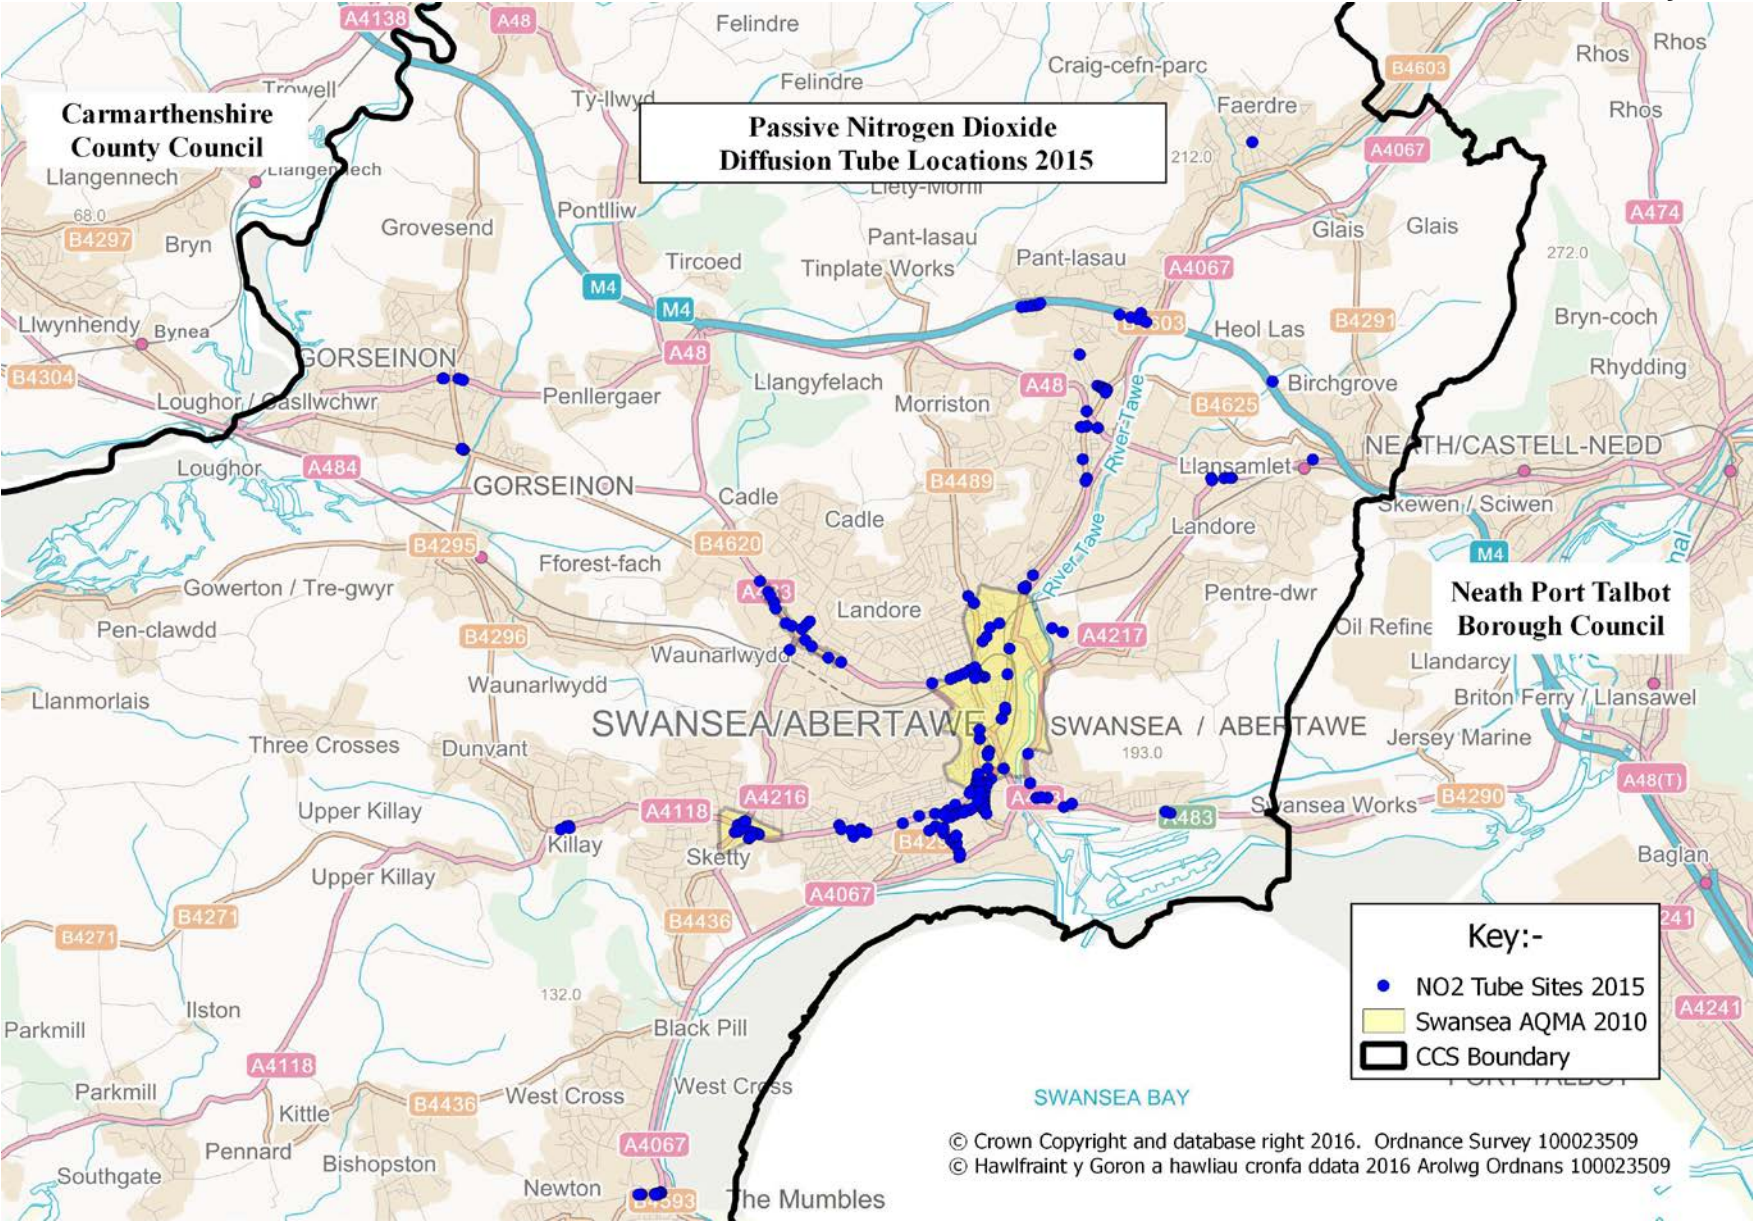 A4138
A48
Felindre
Rhos
Rhos
Craig-cefn-parc
B4603
Felindre
Trowell
Ty-llwyd
Faerdre
Rhos
Carmarthenshire
County Council
Passive Nitrogen Dioxide
Diffusion Tube Locations 2015
A4067
212.0
Llangennech
Llangennech
68.0
Pontlliw
A474
Grovesend
Glais
Glais
B4297
Bryn
Pant-lasau
272.0
Tircoed
Tinplate Works
Pant-lasau
A4067
M4
M4
Llwynhendy
Bynea
Heol Las
B4291
Bryn-coch
GORSEINON
A48
Rhydding
B4304
Penllergaer
Llangyfelach
A48
Birchgrove
Loughor /
Morriston
B4625
River Tawe
NEATH/CASTELL-NEDD
Loughor
A484
Llansamlet
GORSEINON
Cadle
B4489
Skewen / Sciwen
Cadle
Landore
B4295
B4620
River Tawe
M4
Fforest-fach
Gowerton / Tre-gwyr
Landore
Pentre-dwr
Neath Port Talbot
Borough Council
Pen-clawdd
B4296
A4217
Oil Refine
Waunarlwydd
Llandarcy
Waunarlwydd
Llanmorlais
Briton Ferry / Llansawel
SWANSEA/ABERTAWE
SWANSEA / ABERTAWE
Three Crosses
Dunvant
193.0
Jersey Marine
A48(T)
Upper Killay
A4118
A4216
B4290
Swansea Works
A483
Killay
Sketty
Baglan
Upper Killay
A4067
B4271
B4271
B4436
241
Key:-
NO2 Tube Sites 2015
Swansea AQMA 2010
CCS Boundary
132.0
Ilston
Parkmill
Black Pill
A4241
A4118
Parkmill
West Cross
West Cross
Kittle
B4436
SWANSEA BAY
Pennard
A4067
Bishopston
Southgate
Newton
The Mumbles
© Crown Copyright and database right 2016. Ordnance Survey 100023509
© Hawlfraint y Goron a hawliau cronfa ddata 2016 Arolwg Ordnans 100023509